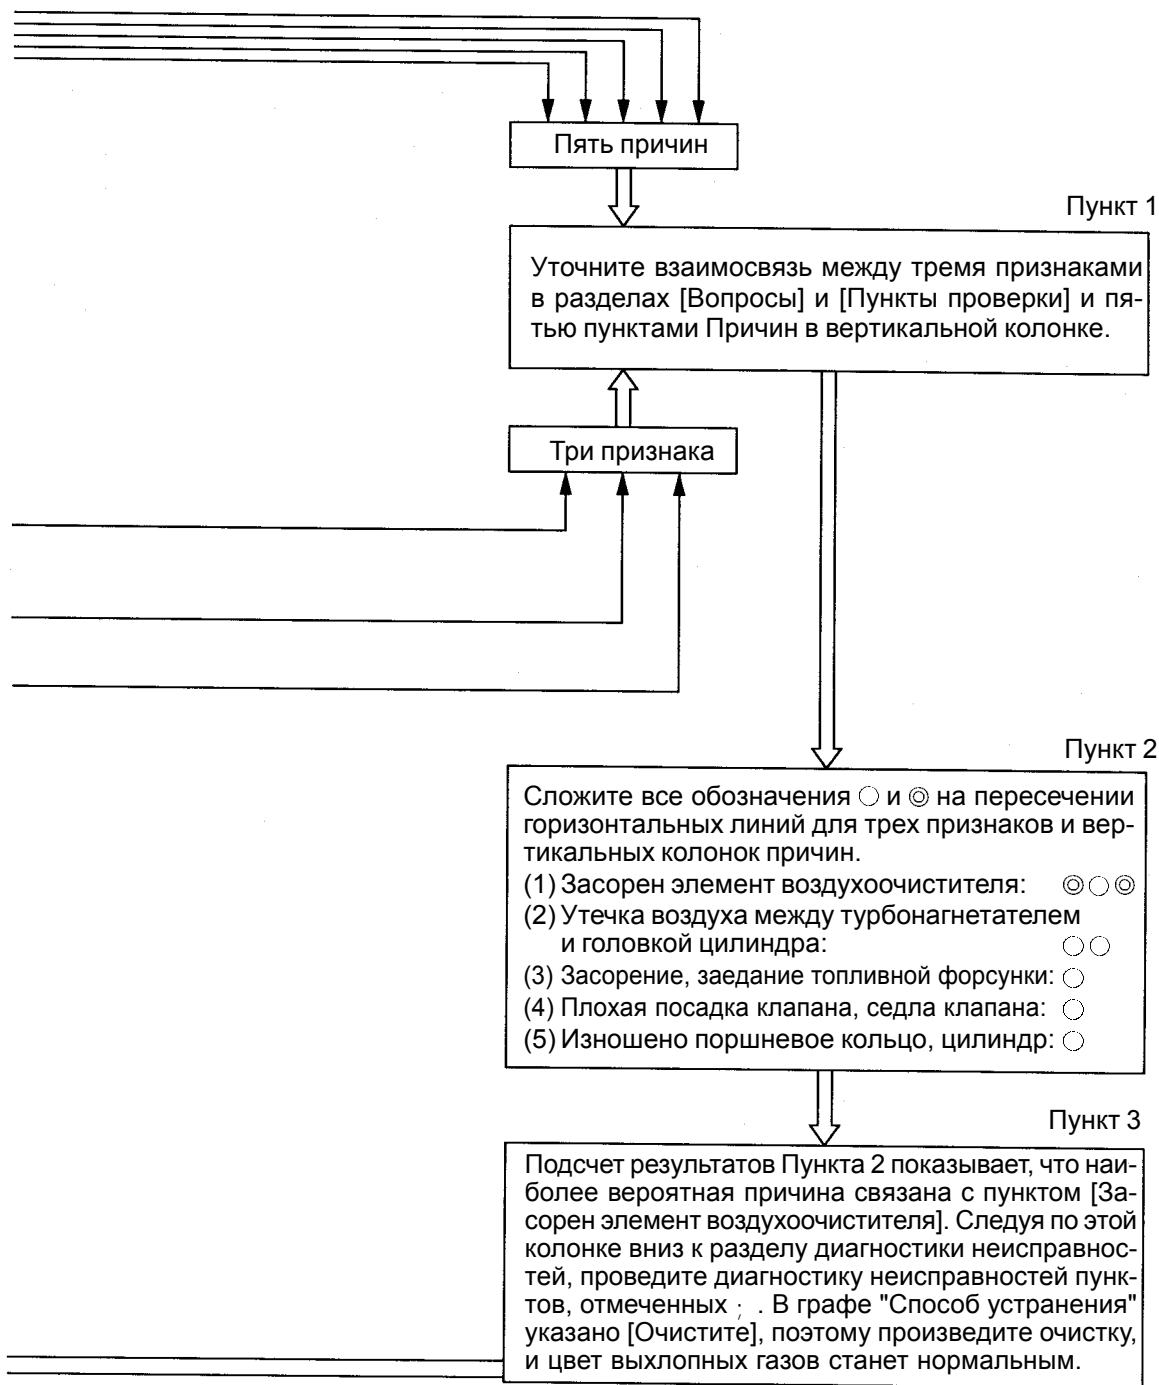 Пять причин
Пункт 1
Уточните взаимосвязь между тремя признаками
в разделах [Вопросы] и [Пункты проверки] и пя-
тью пунктами Причин в вертикальной колонке.
Три признака
Пункт 2
Сложите все обозначения ○ и ◎ на пересечении
горизонтальных линий для трех признаков и вер-
тикальных колонок причин.
(1) Засорен элемент воздухоочистителя: ◎○◎
(2) Утечка воздуха между турбонагнетателем
и головкой цилиндра: ○○
(3) Засорение, заедание топливной форсунки: ○
(4) Плохая посадка клапана, седла клапана: ○
(5) Изношено поршневое кольцо, цилиндр: ○
Пункт 3
Подсчет результатов Пункта 2 показывает, что наи-
более вероятная причина связана с пунктом [За-
сорен элемент воздухоочистителя]. Следуя по этой
колонке вниз к разделу диагностики неисправнос-
тей, проведите диагностику неисправностей пунк-
тов, отмеченных ; . В графе "Способ устранения"
указано [Очистите], поэтому произведите очистку,
и цвет выхлопных газов станет нормальным.